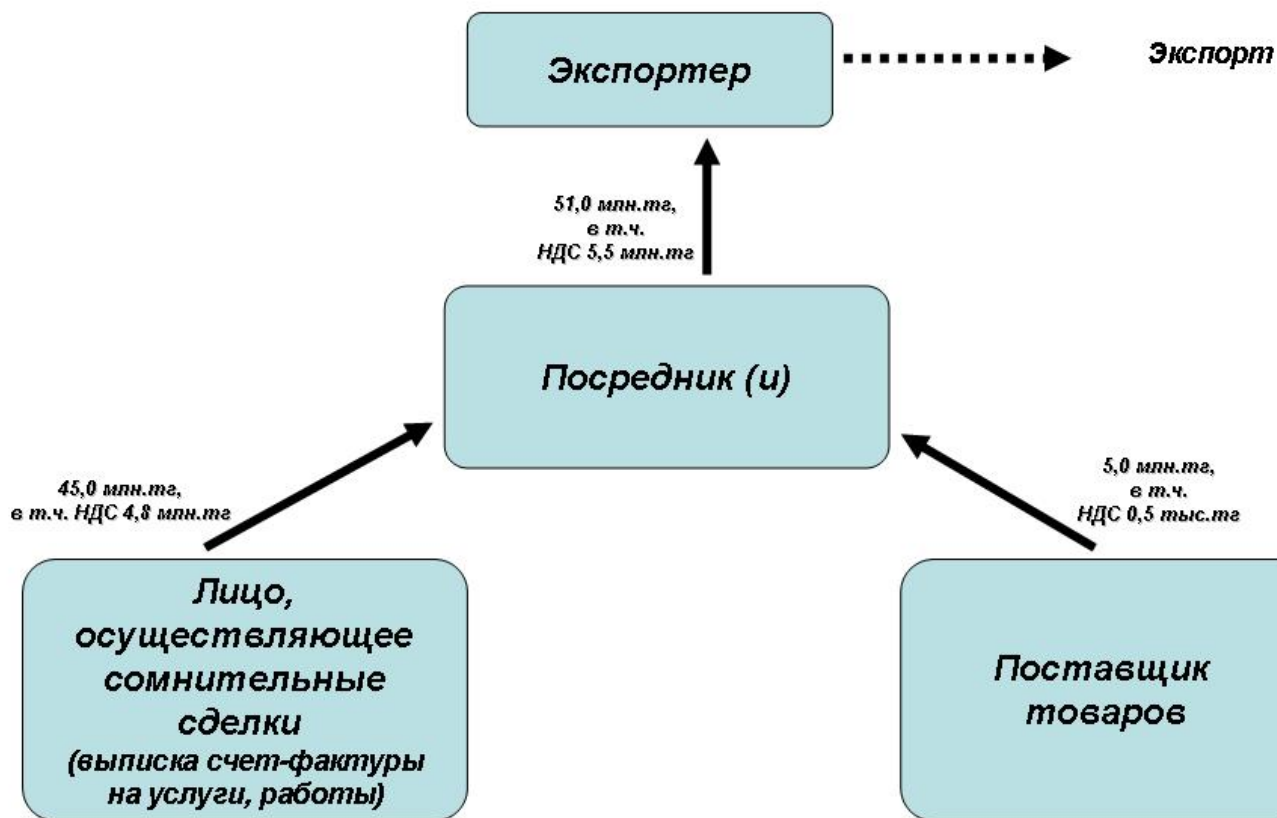 Экспортер
Экспорт
51,0 млн.тг,
в т.ч.
НДС 5,5 млн.тг
Посредник (и)
45,0 млн.тг,
в т.ч. НДС 4,8 млн.тг
5,0 млн.тг,
в т.ч.
НДС 0,5 тыс.тг
Лицо,
осуществляющее
сомнительные
сделки
(выписка счет-фактуры
на услуги, работы)
Поставщик
товаров